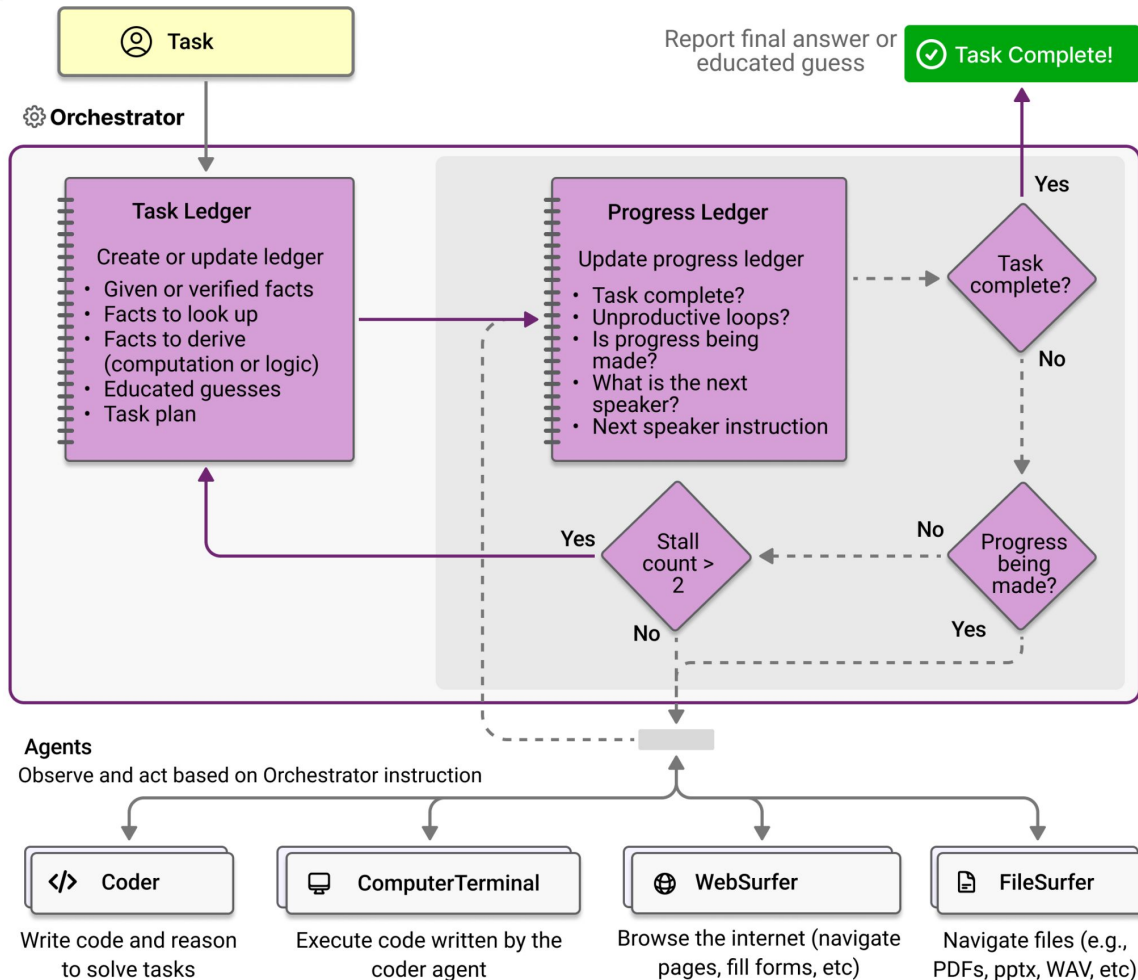 Task
Report final answer or
educated guess
Task Complete!
Orchestrator
Task Ledger
Create or update ledger
• Given or verified facts
• Facts to look up
• Facts to derive
(computation or logic)
• Educated guesses
• Task plan
Progress Ledger
Update progress ledger
• Task complete?
• Unproductive loops?
• Is progress being
made?
• What is the next
speaker?
• Next speaker instruction
Yes
Task
complete?
No
Progress
being
made?
No
Yes
Stall
count >
2
Yes
No
Agents
Observe and act based on Orchestrator instruction
</> Coder
Write code and reason
to solve tasks
ComputerTerminal
Execute code written by the
coder agent
WebSurfer
Browse the internet (navigate
pages, fill forms, etc)
FileSurfer
Navigate files (e.g.,
PDFs, pptx, WAV, etc)